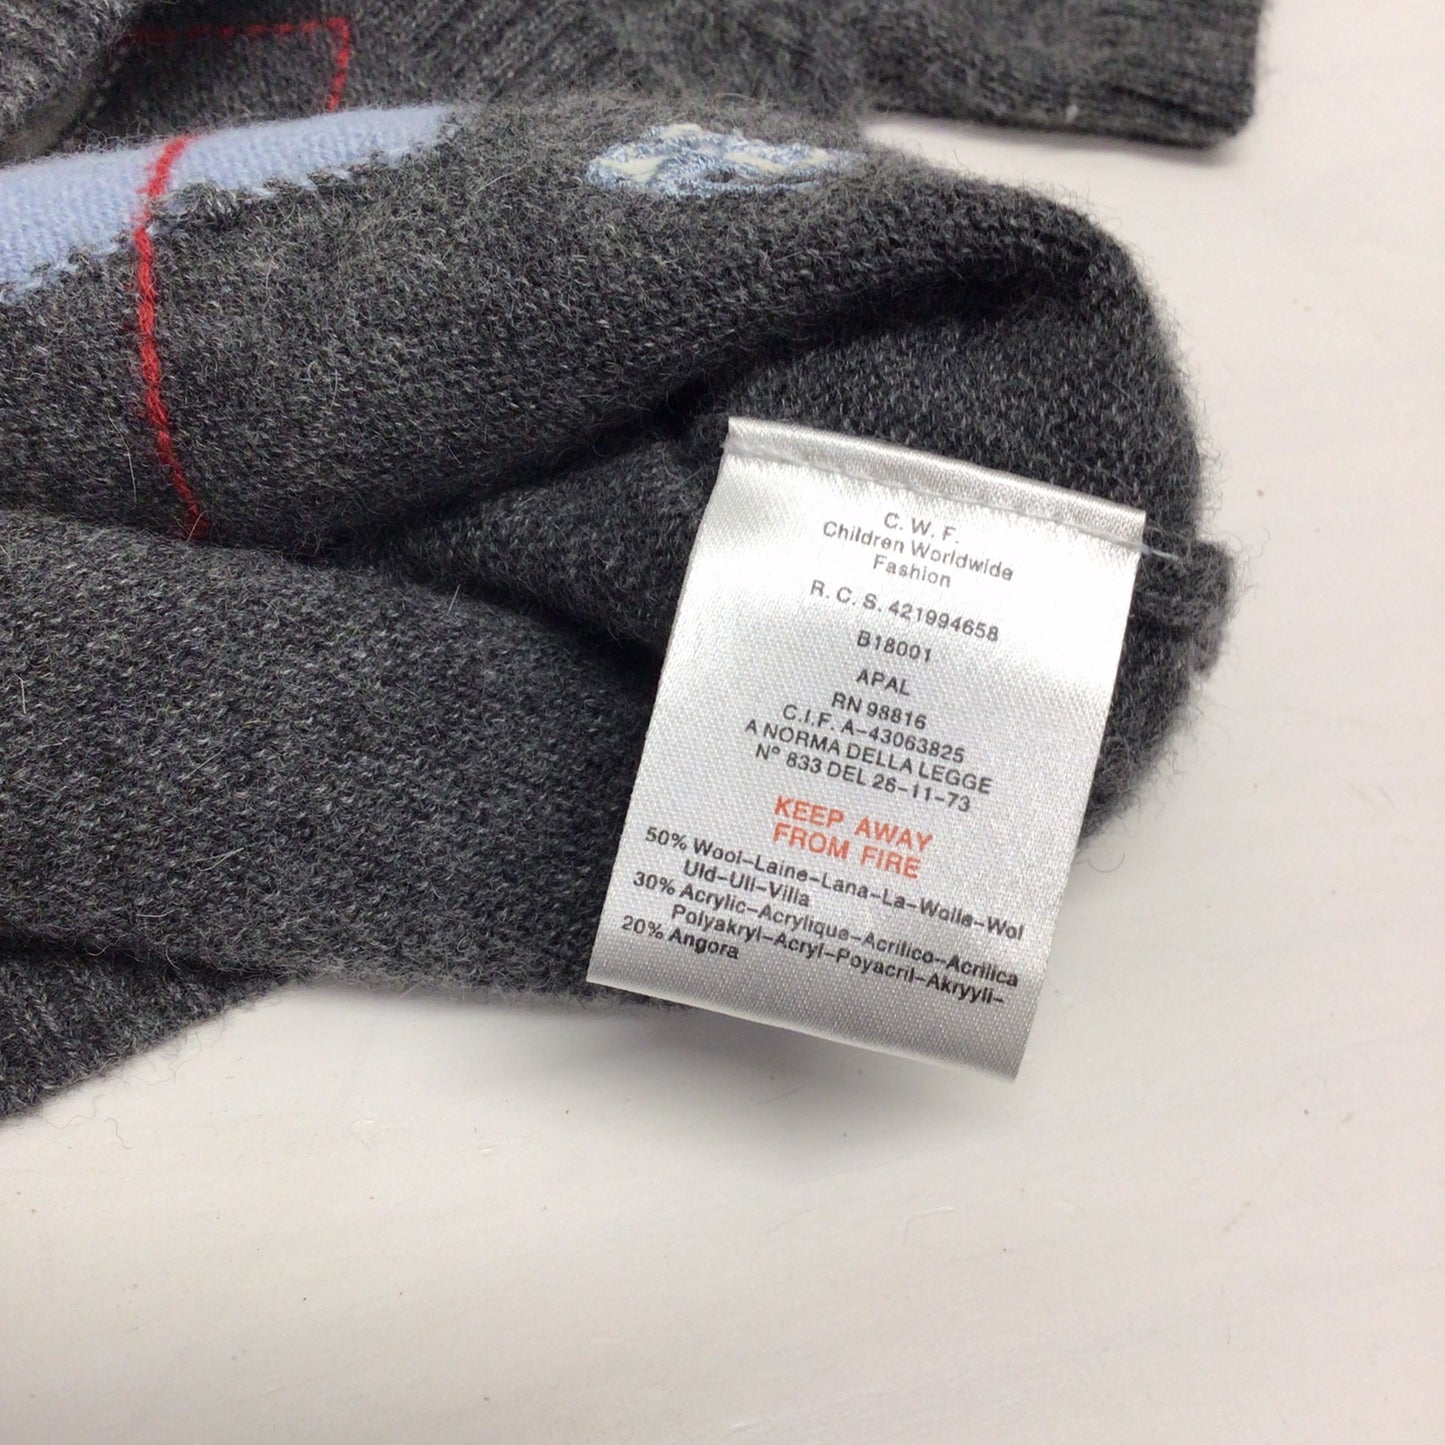 C. W. F.
Children Worldwide
Fashion
R. C. S. 421994658
B18001
APAL
RN 98816
C.I.F. A-43063825
A NORMA DELLA LEGGE
N° 833 DEL 26-11-73
KEEP AWAY
FROM FIRE
50% Wool-Laine-Lana-La-Wolle-Wol
Uld-Ull-Villa
30% Acrylic-Acrylique-Acrilico-Acrilica
Polyakryl-Acryl-Poyacril-Akryyli-
20% Angora